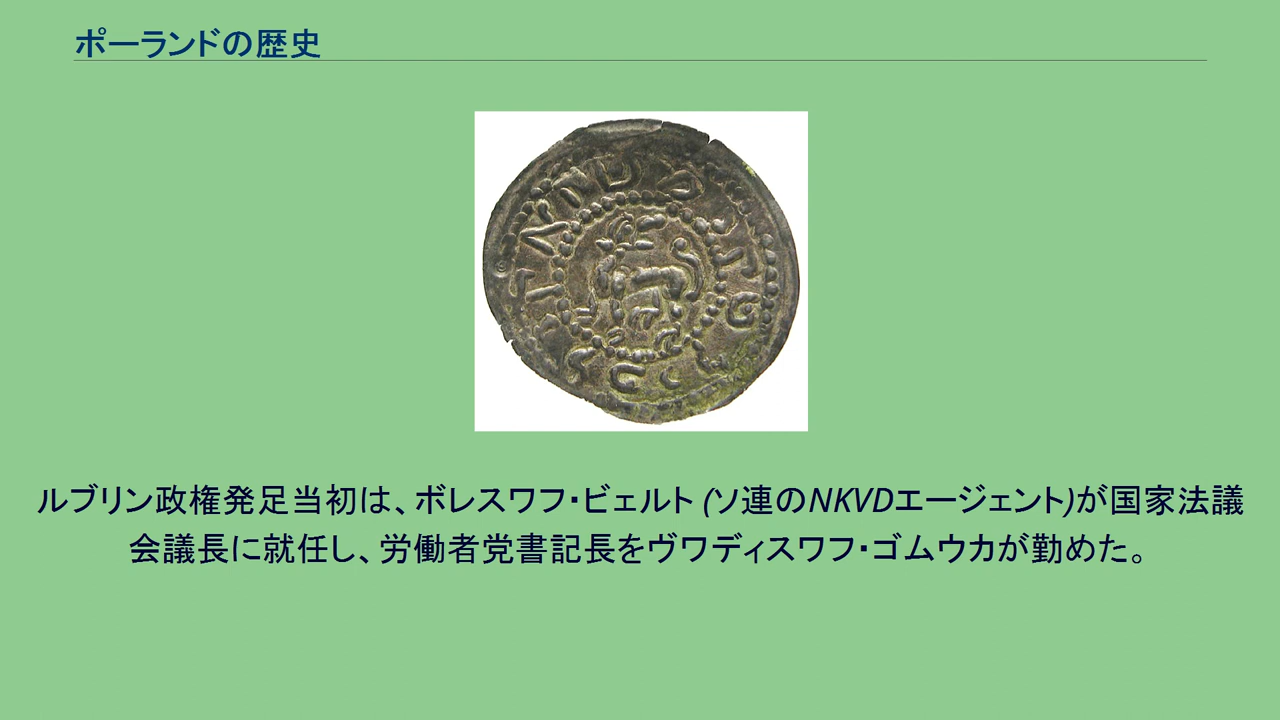 ポーランドの歴史
ルブリン政権発足当初は、ボレスワフ・ビェルト (ソ連のNKVDエージェント)が国家法議
会議長に就任し、労働者党書記長をヴワディスワフ・ゴムウカが勤めた。